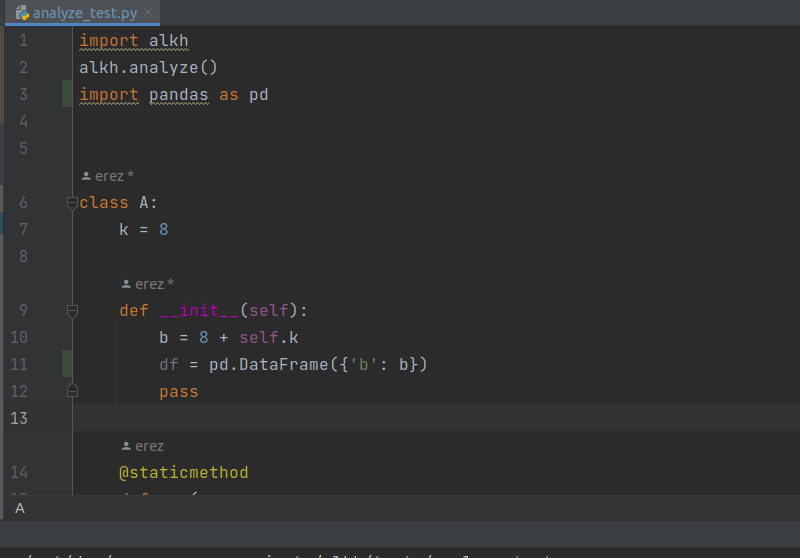 analyze_test.py
1 import alkh
2 alkh.analyze()
3 import pandas as pd
4
5
erez *
6 class A:
7 k = 8
8
erez *
9 def __init__(self):
10 b = 8 + self.k
11 df = pd.DataFrame({'b': b})
12 pass
13
erez
14 @staticmethod
A